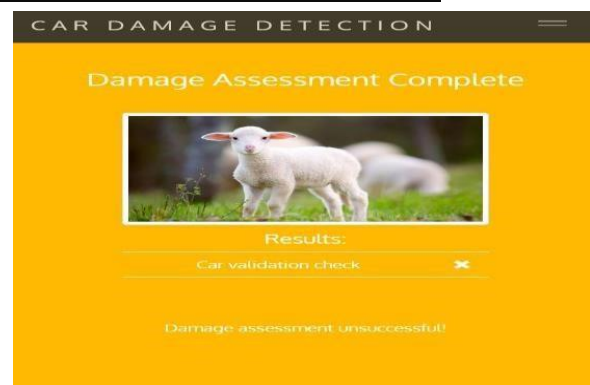 CAR DAMAGE DETECTION
Damage Assessment Complete
Results:
Car validation check ✖
Damage assessment unsuccessful!